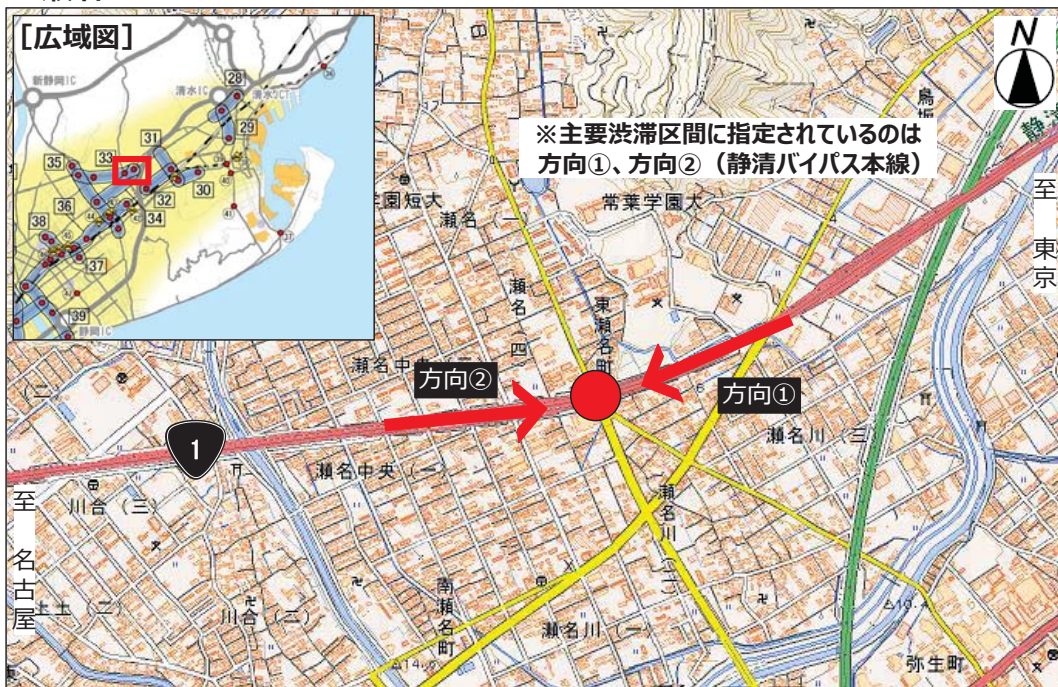 [広域図]
新静岡IC
清水IC
清水JCT
静岡IC
28
29
31
30
33
35
32
36
34
38
37
39
N
※主要渋滞区間に指定されているのは
方向①、方向②（静清バイパス本線）
至 東京
至 名古屋
常葉学園大
園短大
瀬名（一）
瀬名 四
東瀬名町
瀬名中央
方向②
方向①
1
瀬名中央（一）
瀬名川（三
瀬名川（二）
川合（三）
川合（二）
南瀬名町
瀬名川（一）
弥生町
△14.6
△10.4